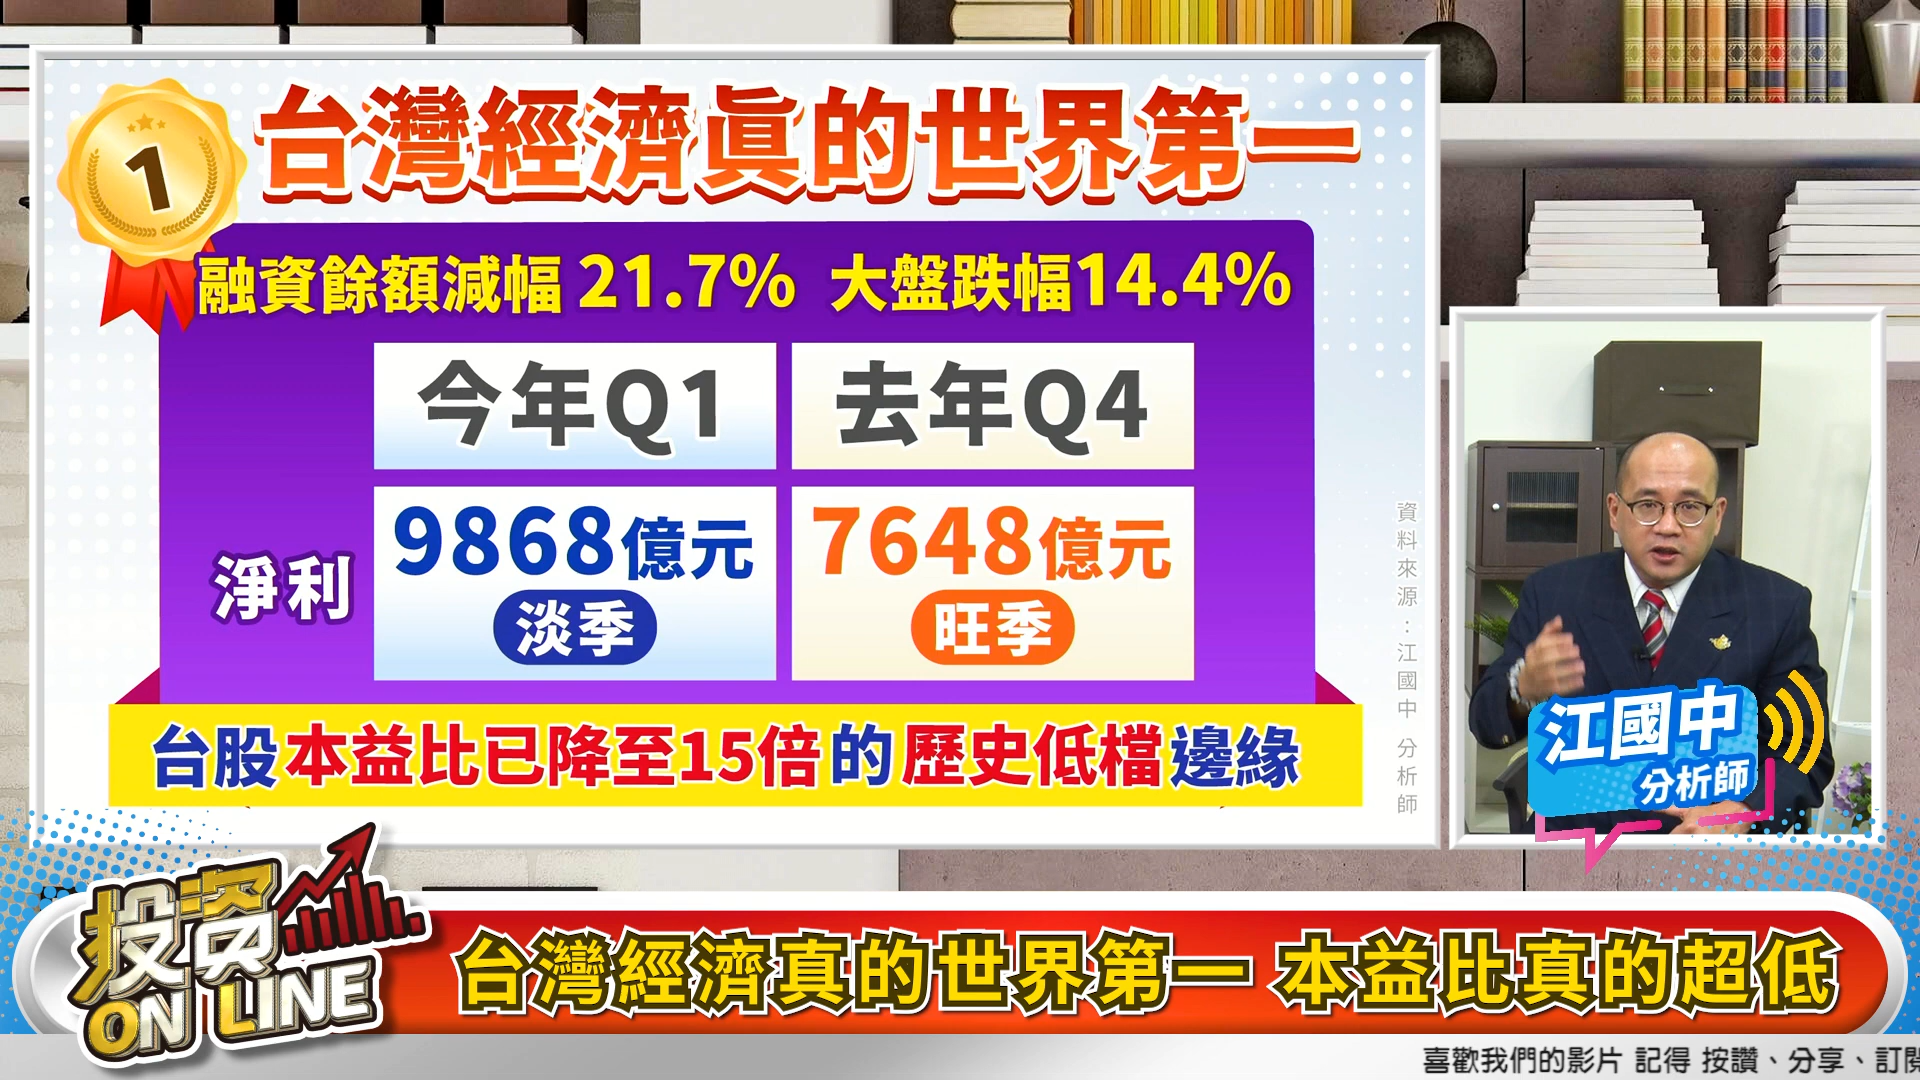 1
台灣經濟眞的世界第一
融資餘額減幅 21.7% 大盤跌幅14.4%
今年Q1 去年Q4
淨利 9868億元 7648億元
淡季 旺季
台股本益比已降至15倍的歷史低檔邊緣
資料來源：江國中 分析師
江國中
分析師
投資
ON LINE
台灣經濟真的世界第一 本益比真的超低
喜歡我們的影片 記得 按讚、分享、訂閱